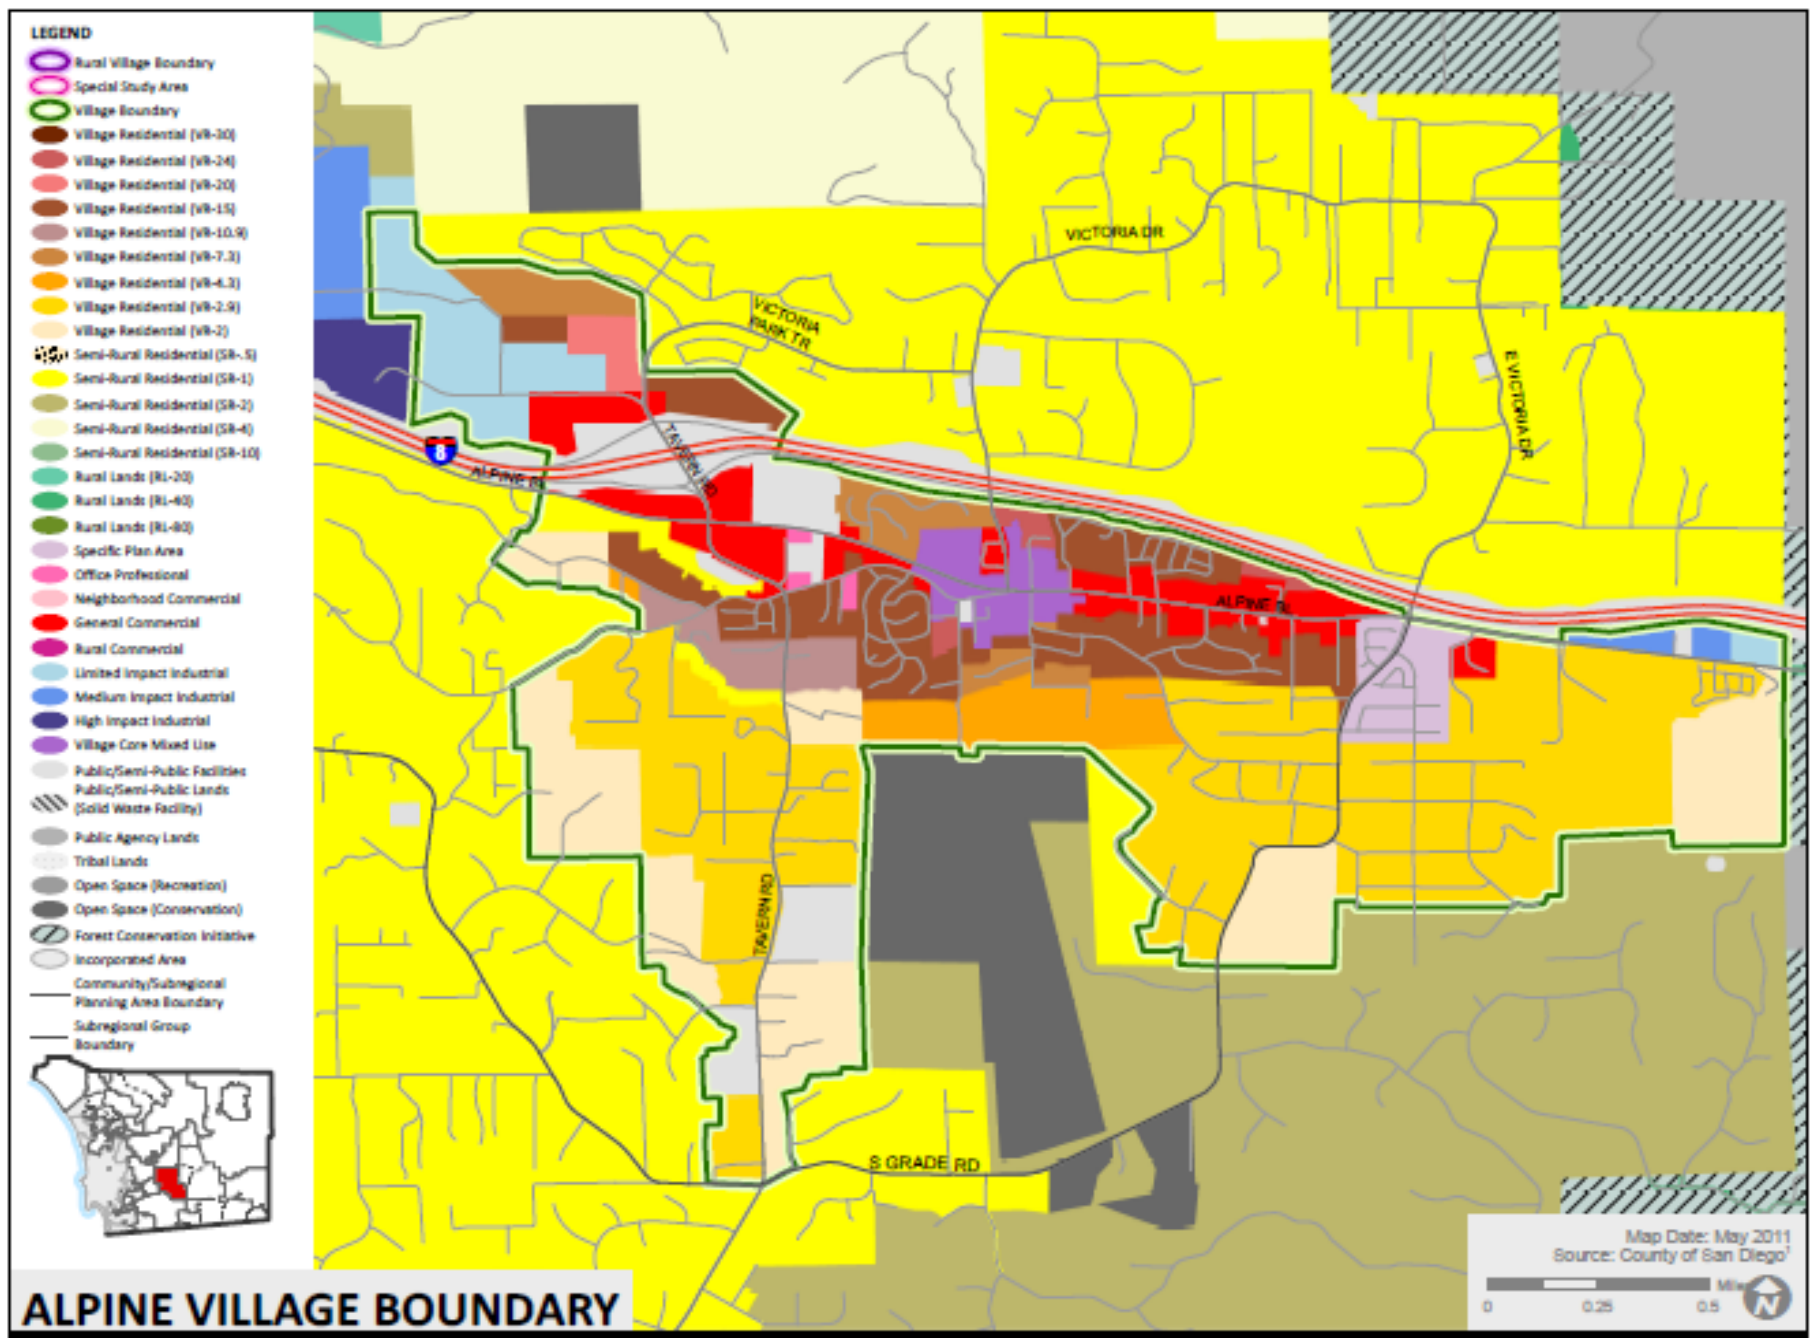 LEGEND
Rural Village Boundary
Special Study Area
Village Boundary
Village Residential (VR-30)
Village Residential (VR-24)
Village Residential (VR-20)
Village Residential (VR-15)
Village Residential (VR-10.9)
Village Residential (VR-7.3)
Village Residential (VR-4.3)
Village Residential (VR-2.9)
Village Residential (VR-2)
Semi-Rural Residential (SR-.5)
Semi-Rural Residential (SR-1)
Semi-Rural Residential (SR-2)
Semi-Rural Residential (SR-4)
Semi-Rural Residential (SR-10)
Rural Lands (RL-20)
Rural Lands (RL-40)
Rural Lands (RL-80)
Specific Plan Area
Office Professional
Neighborhood Commercial
General Commercial
Rural Commercial
Limited Impact Industrial
Medium Impact Industrial
High Impact Industrial
Village Core Mixed Use
Public/Semi-Public Facilities
Public/Semi-Public Lands
(Solid Waste Facility)
Public Agency Lands
Tribal Lands
Open Space (Recreation)
Open Space (Conservation)
Forest Conservation Initiative
Incorporated Area
Community/Subregional
Planning Area Boundary
Subregional Group
Boundary
VICTORIA DR
VICTORIA
PARK TR
E VICTORIA DR
8
ALPINE BL
TAVERN RD
ALPINE BL
TAVERN RD
S GRADE RD
Map Date: May 2011
Source: County of San Diego1
Miles
0 0.25 0.5
N
ALPINE VILLAGE BOUNDARY